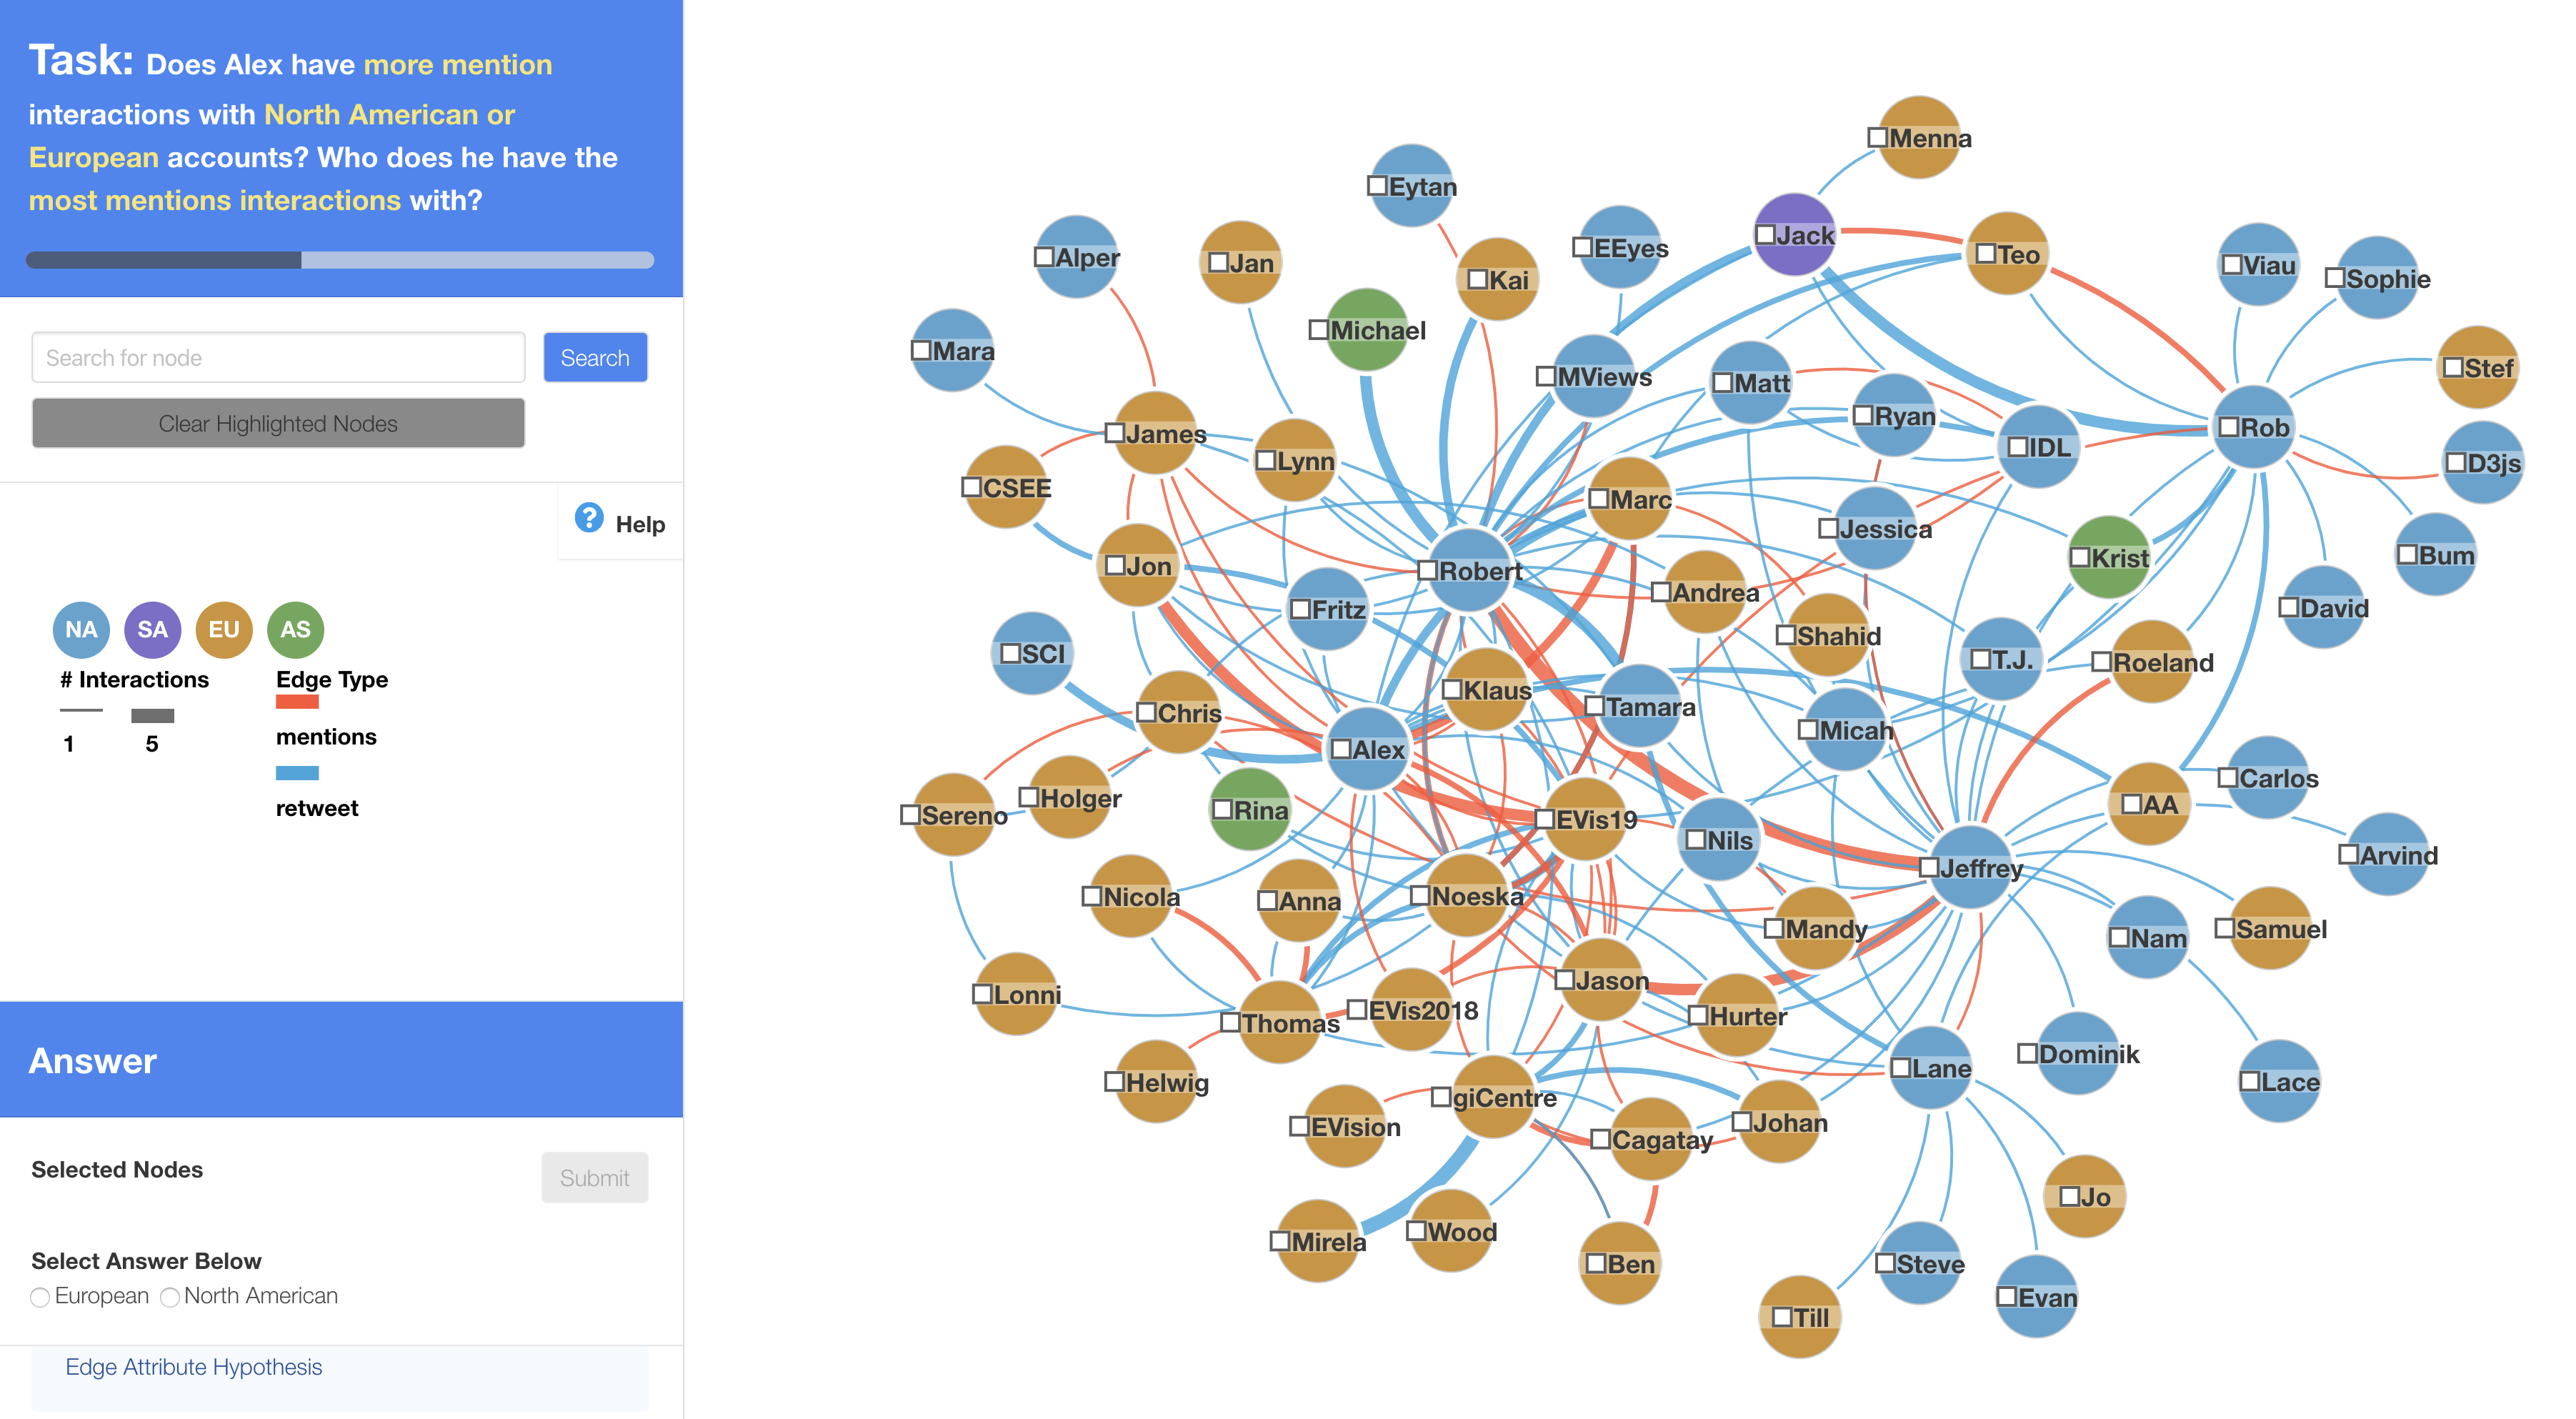 Task: Does Alex have more mention
interactions with North American or
European accounts? Who does he have the
most mentions interactions with?
Search for node
Search
Clear Highlighted Nodes
Help
NA
SA
EU
AS
# Interactions
Edge Type
1
5
mentions
retweet
Answer
Selected Nodes
Submit
Select Answer Below
European
North American
Edge Attribute Hypothesis
Menna
Eytan
Jack
EEyes
Teo
Alper
Jan
Kai
Viau
Sophie
Michael
Mara
MViews
Matt
Stef
Ryan
Rob
James
IDL
Lynn
D3js
CSEE
Marc
Jessica
Bum
Krist
Jon
Robert
Andrea
Fritz
David
Shahid
SCI
T.J.
Roeland
Klaus
Tamara
Chris
Micah
Alex
Carlos
Holger
AA
Rina
Sereno
EVis19
Nils
Arvind
Jeffrey
Nicola
Anna
Noeska
Mandy
Samuel
Nam
Jason
Lonni
EVis2018
Hurter
Thomas
Dominik
Lane
Helwig
Lace
giCentre
EVision
Johan
Cagatay
Jo
Wood
Mirela
Ben
Steve
Evan
Till